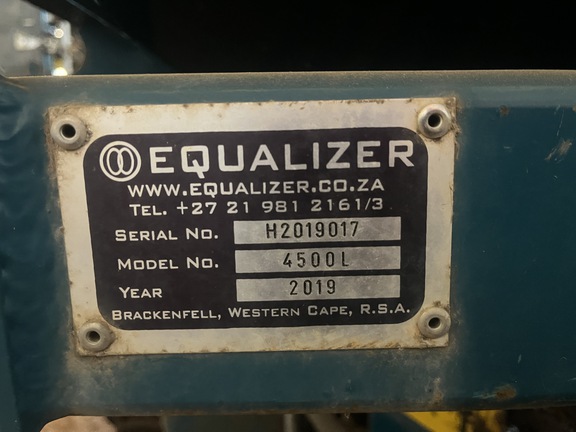 EQUALIZER
WWW.EQUALIZER.CO.ZA
TEL. +27 21 981 2161/3
SERIAL NO. H2019017
MODEL NO. 4500L
YEAR 2019
BRACKENFELL, WESTERN CAPE, R.S.A.